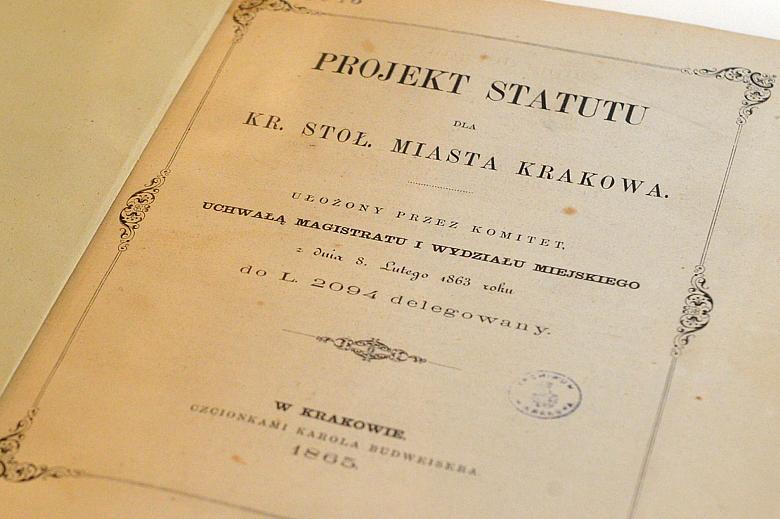 PROJEKT STATUTU
DLA
KR. STOŁ. MIASTA KRAKOWA.
UŁOŻONY PRZEZ KOMITET,
UCHWAŁĄ MAGISTRATU I WYDZIAŁU MIEJSKIEGO
z dnia 8. Lutego 1863 roku
do L. 2094 delegowany.
W KRAKOWIE,
CZCIONKAMI KAROLA BUDWEISERA
1865.